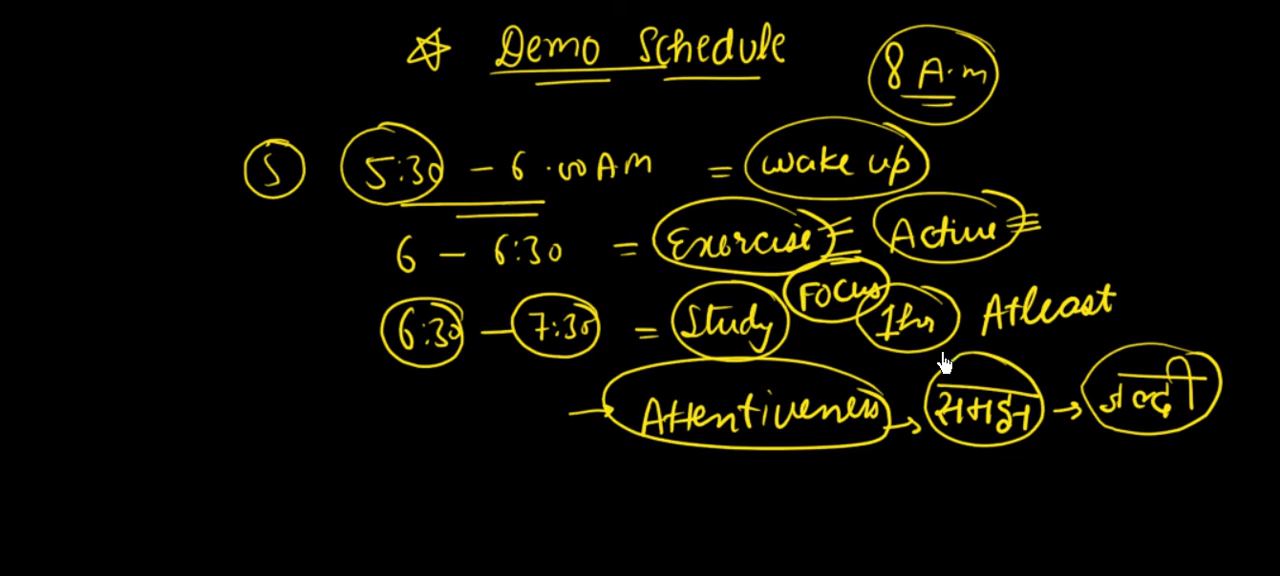 ☆ Demo Schedule
8 A.m
5 5:30 - 6.00 AM = wake up
6 - 6:30 = Exercise = Active
6:30 - 7:30 = Study Focus 1hr Atleast
→ Attentiveness → समझ → जल्दी